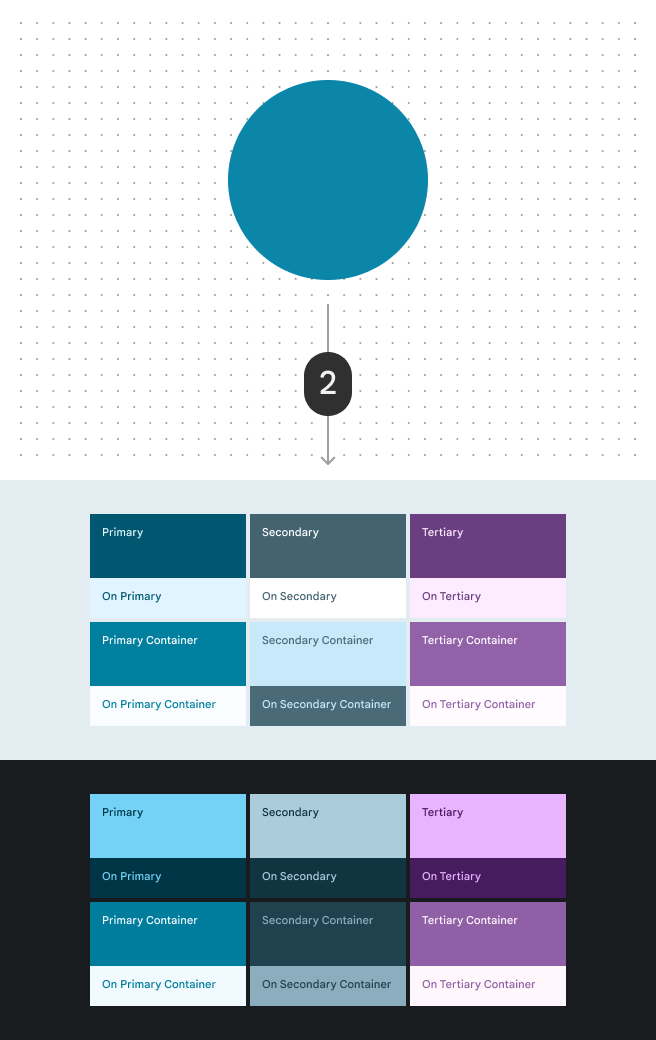 2
Primary
Secondary
Tertiary
On Primary
On Secondary
On Tertiary
Primary Container
Secondary Container
Tertiary Container
On Primary Container
On Secondary Container
On Tertiary Container
Primary
Secondary
Tertiary
On Primary
On Secondary
On Tertiary
Primary Container
Secondary Container
Tertiary Container
On Primary Container
On Secondary Container
On Tertiary Container